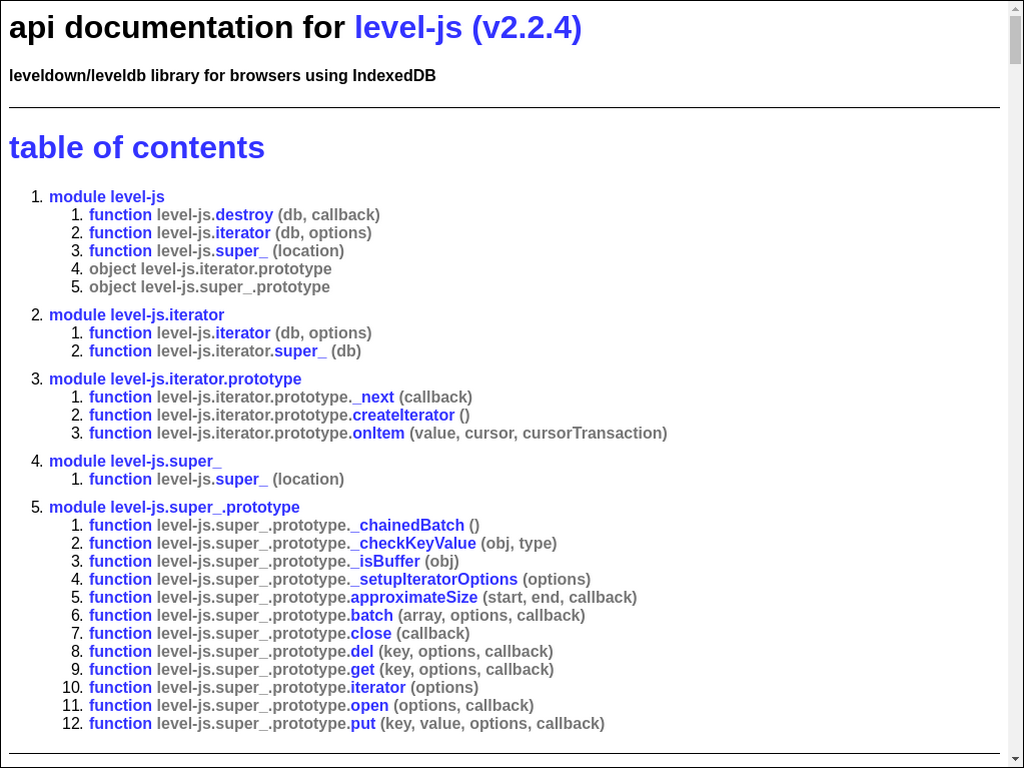 api documentation for level-js (v2.2.4)
leveldown/leveldb library for browsers using IndexedDB
table of contents
1. module level-js
1. function level-js.destroy (db, callback)
2. function level-js.iterator (db, options)
3. function level-js.super_ (location)
4. object level-js.iterator.prototype
5. object level-js.super_.prototype
2. module level-js.iterator
1. function level-js.iterator (db, options)
2. function level-js.iterator.super_ (db)
3. module level-js.iterator.prototype
1. function level-js.iterator.prototype._next (callback)
2. function level-js.iterator.prototype.createIterator ()
3. function level-js.iterator.prototype.onItem (value, cursor, cursorTransaction)
4. module level-js.super_
1. function level-js.super_ (location)
5. module level-js.super_.prototype
1. function level-js.super_.prototype._chainedBatch ()
2. function level-js.super_.prototype._checkKeyValue (obj, type)
3. function level-js.super_.prototype._isBuffer (obj)
4. function level-js.super_.prototype._setupIteratorOptions (options)
5. function level-js.super_.prototype.approximateSize (start, end, callback)
6. function level-js.super_.prototype.batch (array, options, callback)
7. function level-js.super_.prototype.close (callback)
8. function level-js.super_.prototype.del (key, options, callback)
9. function level-js.super_.prototype.get (key, options, callback)
10. function level-js.super_.prototype.iterator (options)
11. function level-js.super_.prototype.open (options, callback)
12. function level-js.super_.prototype.put (key, value, options, callback)